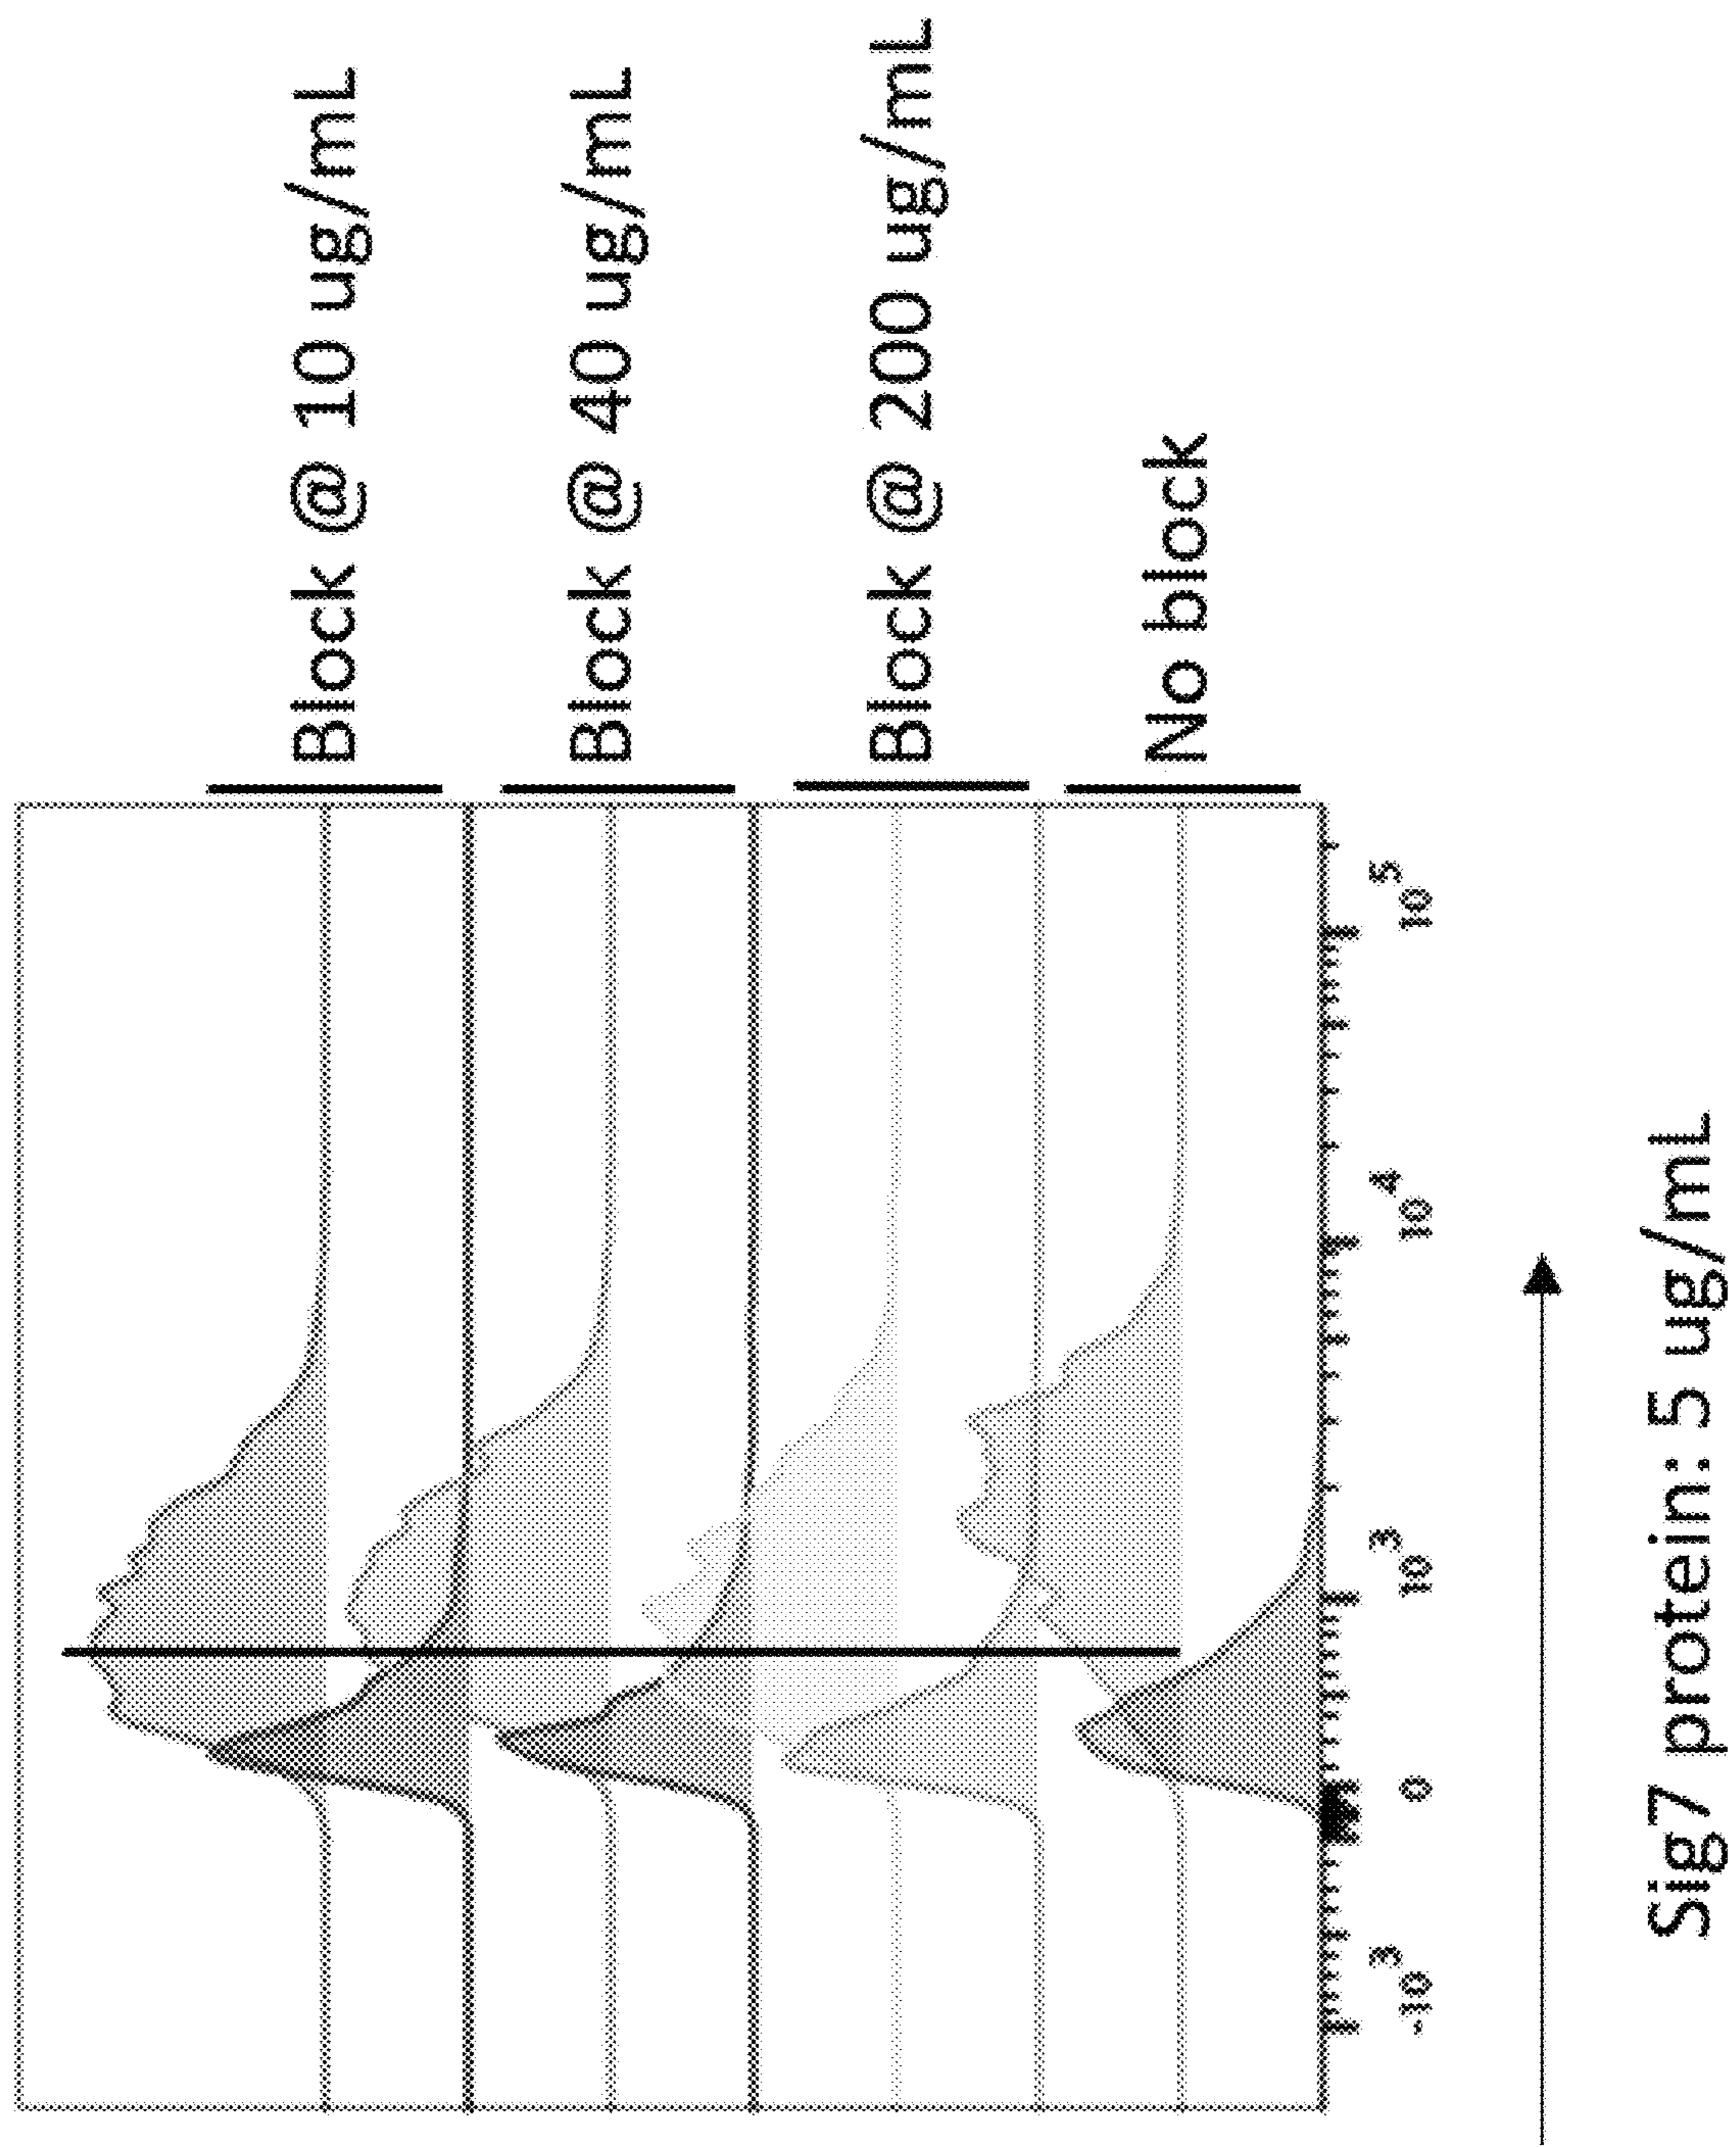 Block @ 10 ug/mL
Block @ 40 ug/mL
Block @ 200 ug/mL
No block
-10 3
0
10 3
10 4
10 5
Sig7 protein: 5 ug/mL